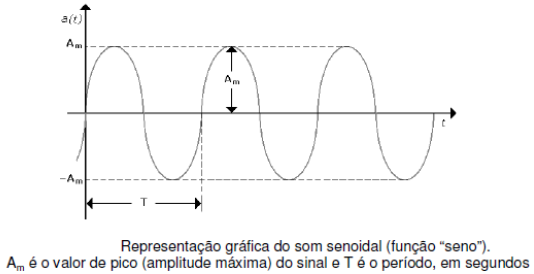 a(t)
Am
Am
t
−Am
T
Representação gráfica do som senoidal (função “seno”).
Am é o valor de pico (amplitude máxima) do sinal e T é o período, em segundos